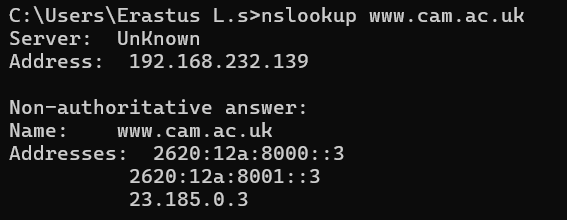 C:\Users\Erastus L.s>nslookup www.cam.ac.uk
Server:  UnKnown
Address:  192.168.232.139

Non-authoritative answer:
Name:    www.cam.ac.uk
Addresses:  2620:12a:8000::3
          2620:12a:8001::3
          23.185.0.3